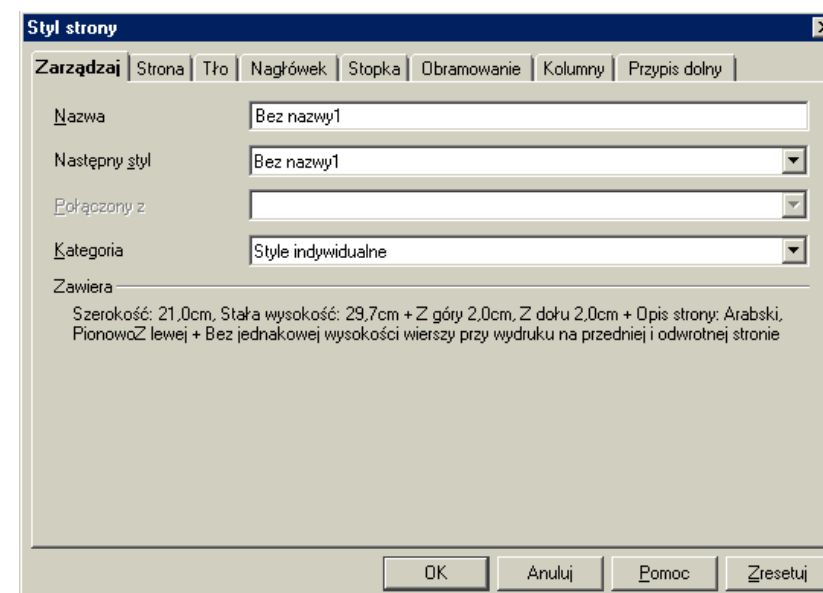 Styl strony
Zarządzaj Strona Tło Nagłówek Stopka Obramowanie Kolumny Przypis dolny
Nazwa Bez nazwy1
Następny styl Bez nazwy1
Połączony z
Kategoria Style indywidualne
Zawiera
Szerokość: 21,0cm, Stała wysokość: 29,7cm + Z góry 2,0cm, Z dołu 2,0cm + Opis strony: Arabski,
PionowoZ lewej + Bez jednakowej wysokości wierszy przy wydruku na przedniej i odwrotnej stronie
OK Anuluj Pomoc Zresetuj